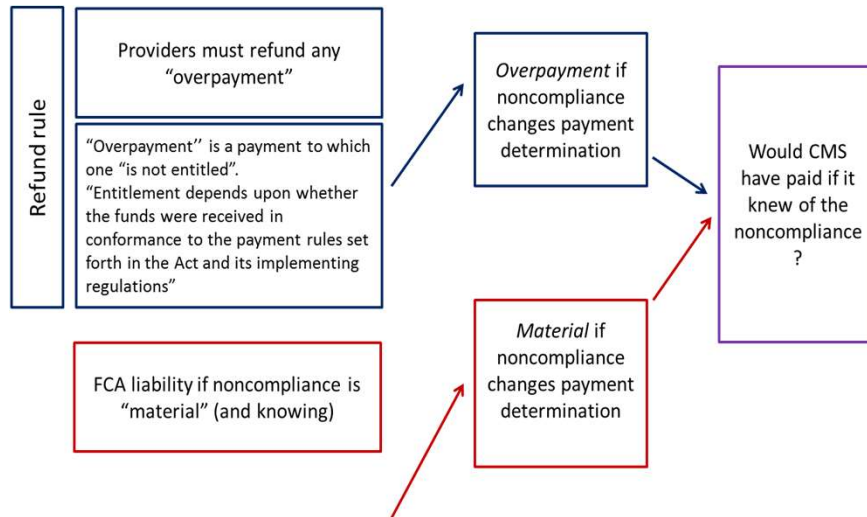 Refund rule
Providers must refund any
“overpayment”
“Overpayment’’ is a payment to which
one “is not entitled”.
“Entitlement depends upon whether
the funds were received in
conformance to the payment rules set
forth in the Act and its implementing
regulations”
FCA liability if noncompliance is
“material” (and knowing)
Overpayment if
noncompliance
changes payment
determination
Material if
noncompliance
changes payment
determination
Would CMS
have paid if it
knew of the
noncompliance
?